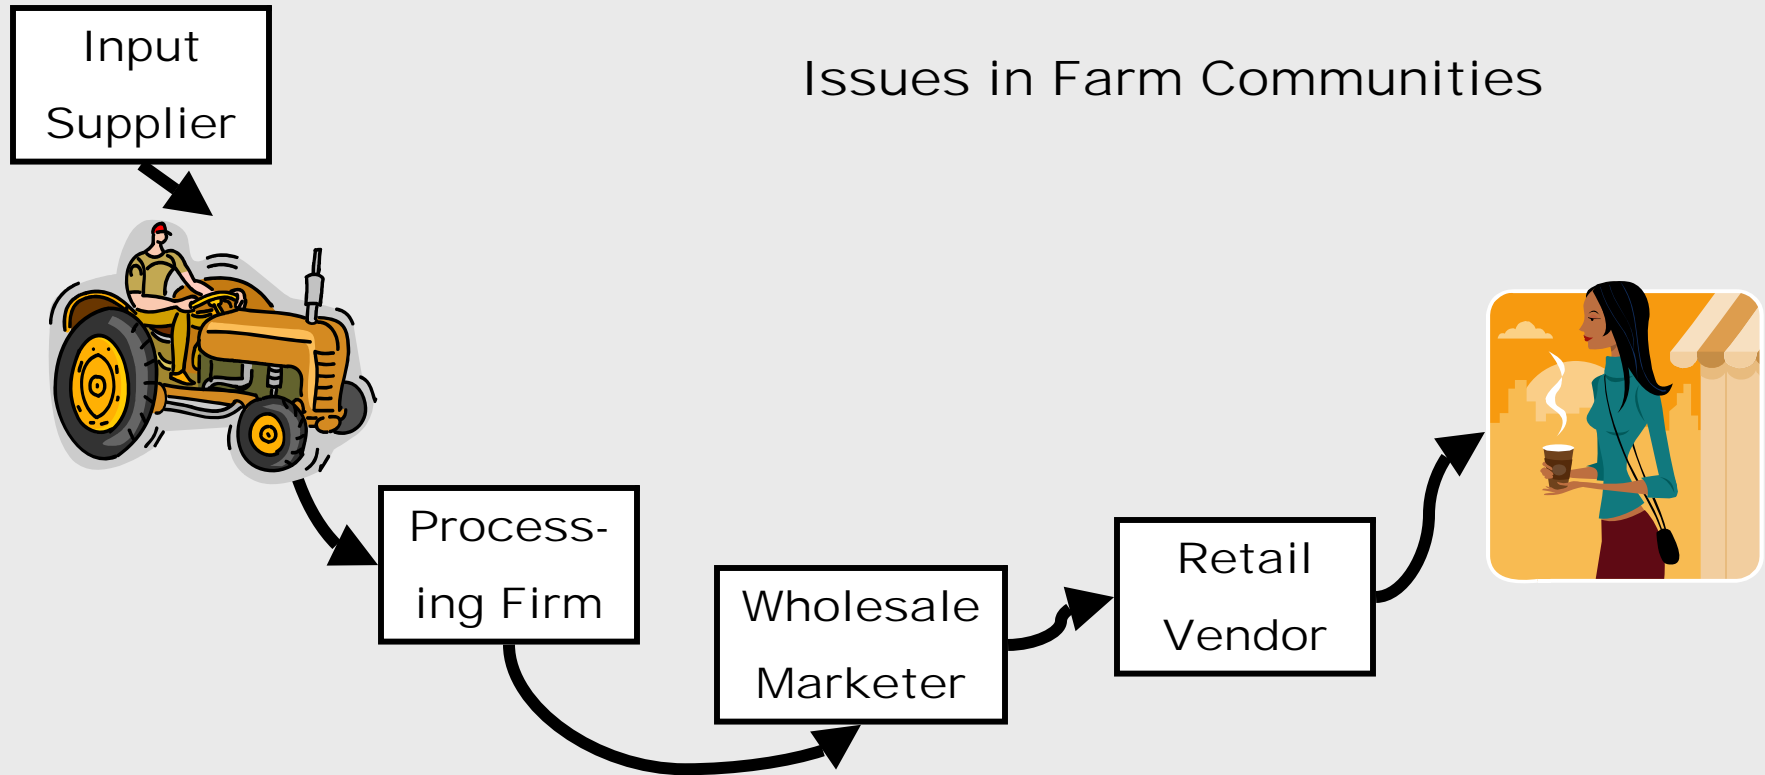 Input
Supplier
Issues in Farm Communities
Process-
ing Firm
Wholesale
Marketer
Retail
Vendor